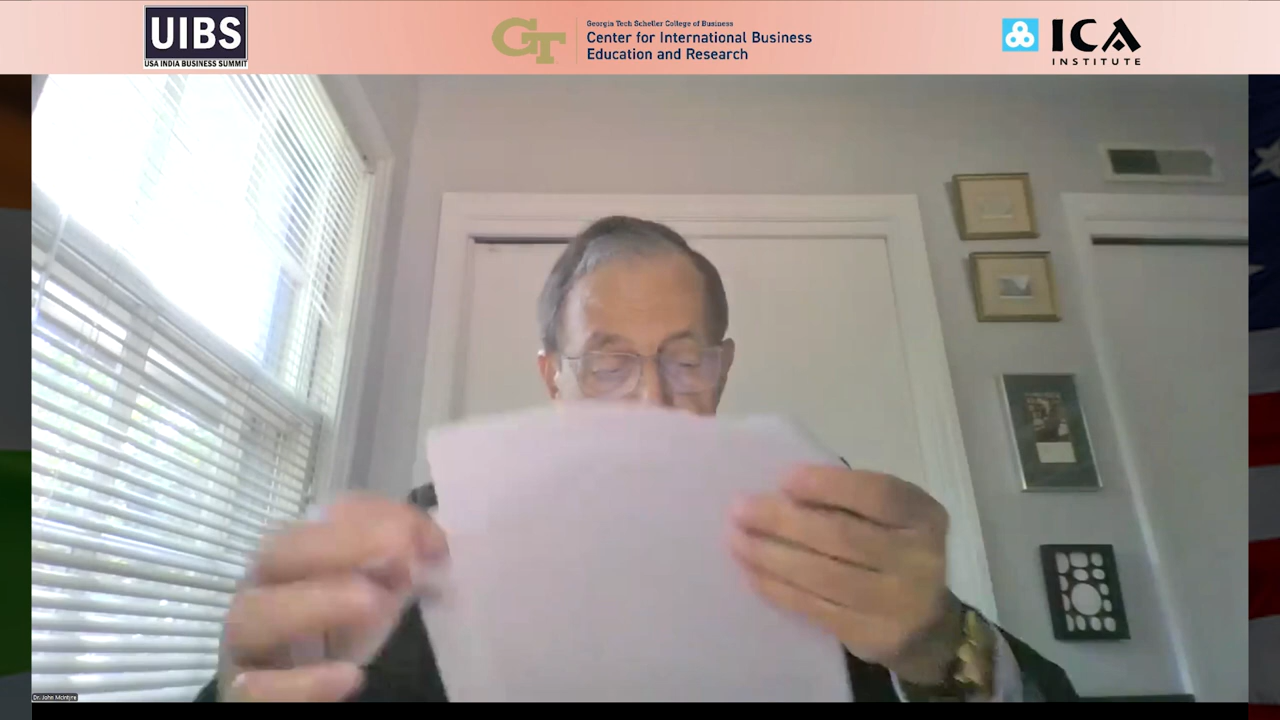 UIBS
USA INDIA BUSINESS SUMMIT
GT
Georgia Tech Scheller College of Business
Center for International Business
Education and Research
ICA
INSTITUTE
Dr. John McIntyre